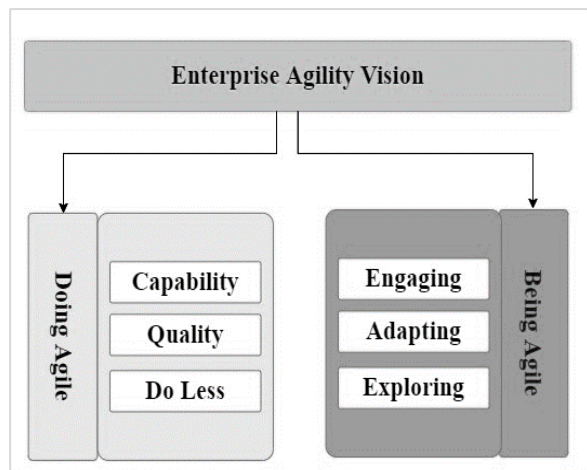 Enterprise Agility Vision
Doing Agile
Capability
Quality
Do Less
Engaging
Adapting
Exploring
Being Agile